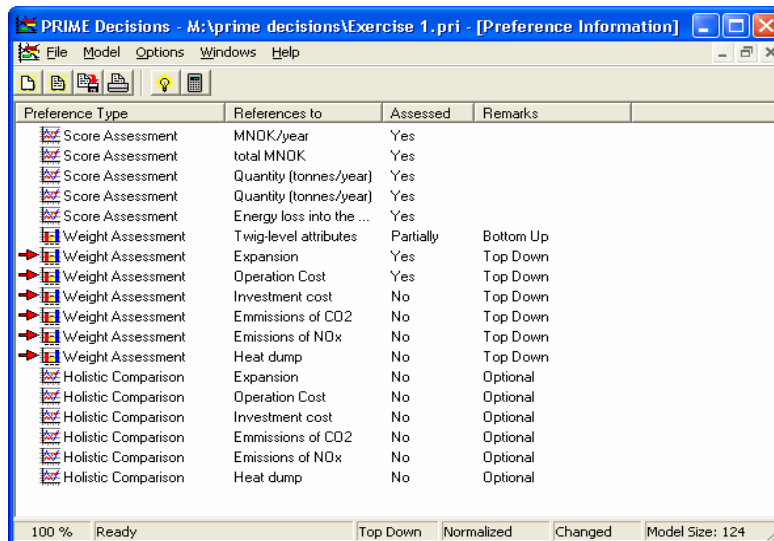 PRIME Decisions - M:\prime decisions\Exercise 1.pri - [Preference Information]
File Model Options Windows Help
Preference Type References to Assessed Remarks
Score Assessment MNOK/year Yes
Score Assessment total MNOK Yes
Score Assessment Quantity (tonnes/year) Yes
Score Assessment Quantity (tonnes/year) Yes
Score Assessment Energy loss into the ... Yes
Weight Assessment Twig-level attributes Partially Bottom Up
Weight Assessment Expansion Yes Top Down
Weight Assessment Operation Cost Yes Top Down
Weight Assessment Investment cost No Top Down
Weight Assessment Emmissions of CO2 No Top Down
Weight Assessment Emissions of NOx No Top Down
Weight Assessment Heat dump No Top Down
Holistic Comparison Expansion No Optional
Holistic Comparison Operation Cost No Optional
Holistic Comparison Investment cost No Optional
Holistic Comparison Emmissions of CO2 No Optional
Holistic Comparison Emissions of NOx No Optional
Holistic Comparison Heat dump No Optional
100 % Ready Top Down Normalized Changed Model Size: 124